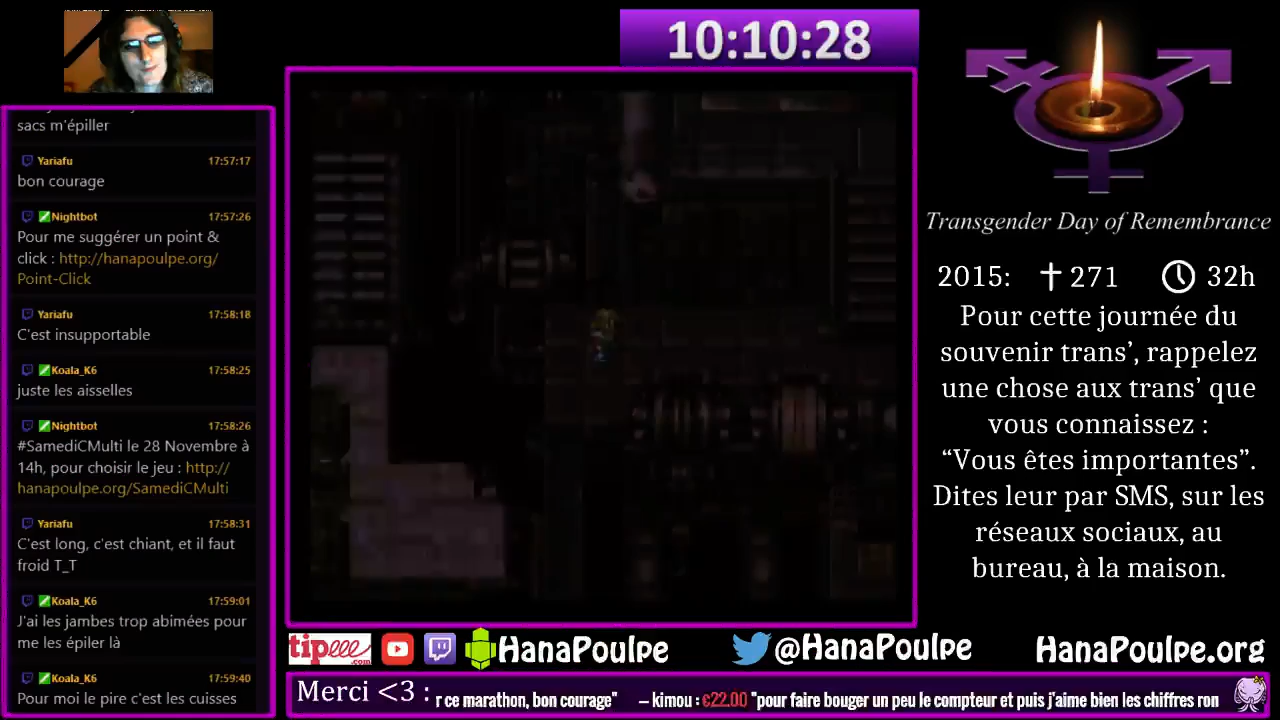 10:10:28
sacs m'épiller
Yariafu 17:57:17
bon courage
Nightbot 17:57:26
Pour me suggérer un point &
click : http://hanapoulpe.org/
Point-Click
Yariafu 17:58:18
C'est insupportable
Koala_K6 17:58:25
juste les aisselles
Nightbot 17:58:26
#SamediCMulti le 28 Novembre à
14h, pour choisir le jeu : http://
hanapoulpe.org/SamediCMulti
Yariafu 17:58:31
C'est long, c'est chiant, et il faut
froid T_T
Koala_K6 17:59:01
J'ai les jambes trop abimées pour
me les épiler là
Koala_K6 17:59:40
Pour moi le pire c'est les cuisses
Transgender Day of Remembrance
2015: 271 32h
Pour cette journée du
souvenir trans', rappelez
une chose aux trans' que
vous connaissez :
“Vous êtes importantes”.
Dites leur par SMS, sur les
réseaux sociaux, au
bureau, à la maison.
tipeee.com HanaPoulpe @HanaPoulpe HanaPoulpe.org
Merci <3 : r ce marathon, bon courage" – kimou : €22.00 "pour faire bouger un peu le compteur et puis j'aime bien les chiffres ron